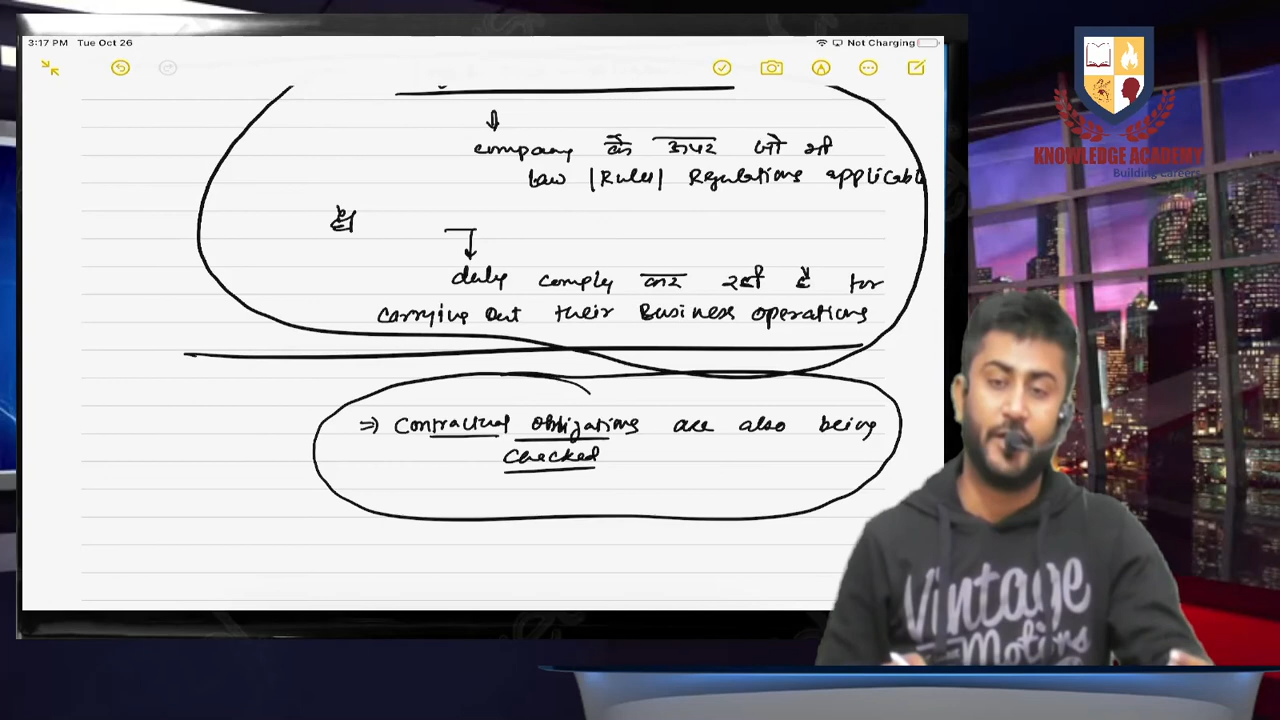 3:17 PM Tue Oct 26
Not Charging
KNOWLEDGE ACADEMY
Building Careers
company के ऊपर जो भी
Law |Rules| Regulations applicabl
है
duly comply कर रही है for
carrying out their Business operations
⇒ Contractual obligations are also being
checked
Vintage
Motors